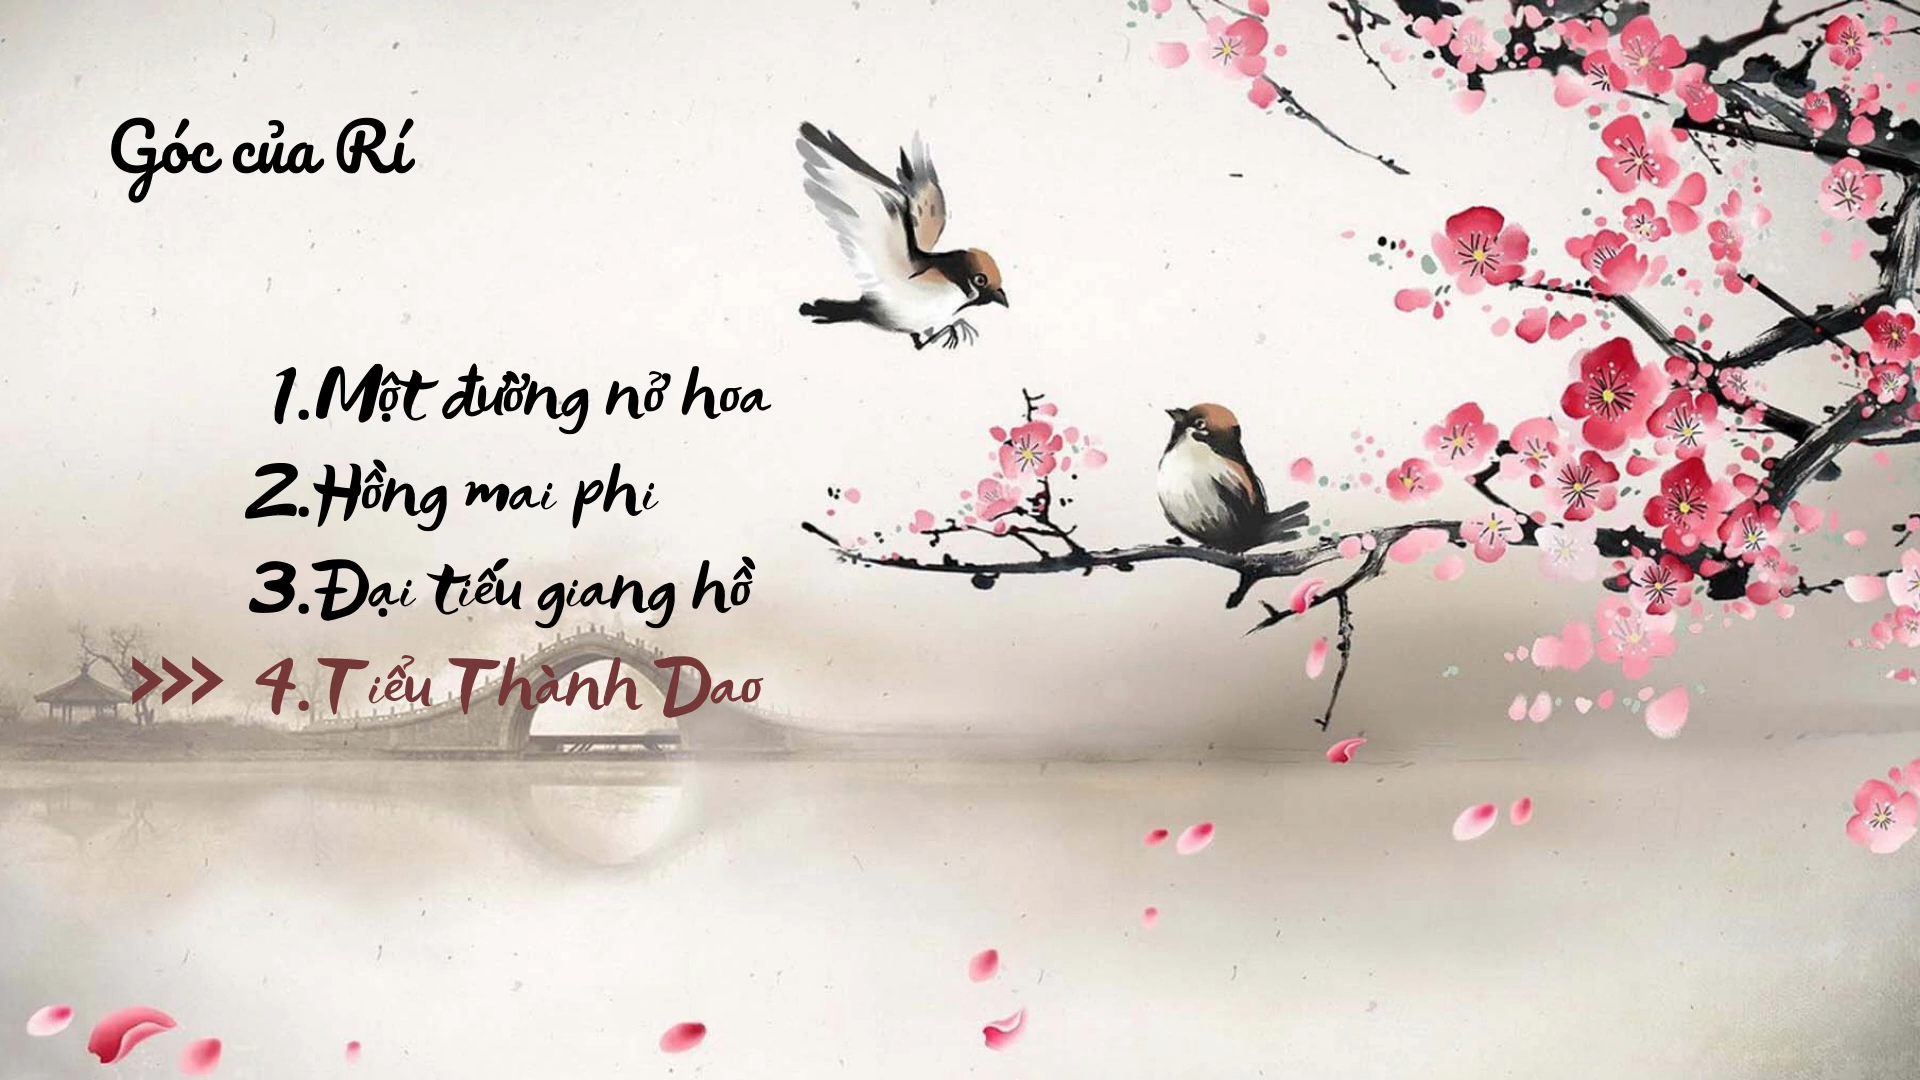 Góc của Rí
1.Một đường nở hoa
2.Hồng mai phi
3.Đại tiếu giang hồ
>>> 4.Tiểu Thành Dao